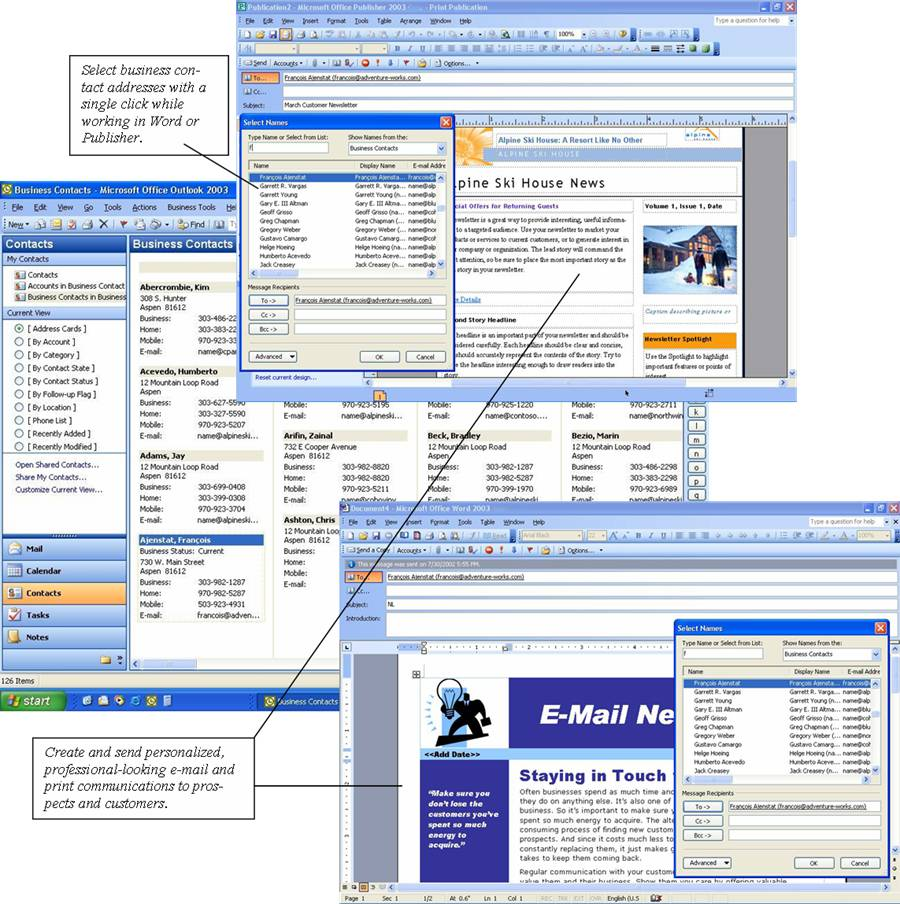 Publication2 - Microsoft Office Publisher 2003 - Print Publication
File Edit View Insert Format Tools Table Arrange Window Help
Type a question for help
100%
Send Accounts Options...
To... François Ajenstat (francois@adventure-works.com)
Cc...
Subject: March Customer Newsletter
Select business con-
tact addresses with a
single click while
working in Word or
Publisher.
Select Names
Type Name or Select from List: Show Names from the:
f Business Contacts
Name Display Name E-mail Addre
François Ajenstat François Ajensta... francois@
Garrett R. Vargas Garrett R. Varga... name@alp
Garrett Young Garrett Young (n... name@alp
Gary E. III Altman Gary E. III Altma... name@blu
Geoff Grisso Geoff Grisso (na... name@coh
Greg Chapman Greg Chapman (... name@blu
Gregory Weber Gregory Weber (... name@alp
Gustavo Camargo Gustavo Camarg... name@coh
Helge Hoeing Helge Hoeing (na... name@alp
Humberto Acevedo Humberto Aceve... name@alp
Jack Creasey Jack Creasey (n... name@alp
Message Recipients
To -> François Ajenstat (francois@adventure-works.com)
Cc ->
Bcc ->
Advanced OK Cancel
Reset current design...
Alpine Ski House: A Resort Like No Other
ALPINE SKI HOUSE
alpine
lpine Ski House News
ecial Offers for Returning Guests
ewsletter is a great way to provide interesting, useful informa-
to a targeted audience. Use your newsletter to market your
ucts or services to current customers, or to generate interest in
r company or organization. The lead story will command the
t attention, so be sure to place the most important story as the
story in your newsletter.
re Details
ond Story Headline
headline is an important part of your newsletter and should be
dered carefully. Each headline should be clear and concise,
should accurately represent the contents of the story. Try to
e the headline interesting enough to draw readers into the
story.
Volume 1, Issue 1, Date
Caption describing picture or
Newsletter Spotlight
Use the Spotlight to highlight
important features or points of
interest.
Business Contacts - Microsoft Office Outlook 2003
File Edit View Go Tools Actions Business Tools Hel
New Find
Contacts
My Contacts
Contacts
Accounts in Business Contact
Business Contacts in Business
Current View
[ Address Cards ]
[ By Account ]
[ By Category ]
[ By Contact State ]
[ By Contact Status ]
[ By Follow-up Flag ]
[ By Location ]
[ Phone List ]
[ Recently Added ]
[ Recently Modified ]
Open Shared Contacts...
Share My Contacts...
Customize Current View...
Mail
Calendar
Contacts
Tasks
Notes
126 Items
start Business Contacts
Business Contacts
Abercrombie, Kim
308 S. Hunter
Aspen 81612
Business: 303-486-22
Home: 303-383-22
Mobile: 970-923-33
E-mail: name@cpa
Acevedo, Humberto
12 Mountain Loop Road
Aspen 81612
Business: 303-627-5590
Home: 303-327-5590
Mobile: 970-923-5207
E-mail: name@alpineski...
Adams, Jay
12 Mountain Loop Road
Aspen 81612
Business: 303-699-0408
Home: 303-399-0308
Mobile: 970-923-3704
E-mail: name@alpineski...
Ajenstat, François
Business Status: Current
730 W. Main Street
Aspen 81612
Business: 303-982-1287
Home: 970-982-5287
Mobile: 503-923-4931
E-mail: francois@adven...
Mobile: 970-923-5195
E-mail: name@alpineski...
Arifin, Zainal
732 E Cooper Avenue
Aspen 81612
Business: 303-982-8820
Home: 303-982-8820
Mobile: 970-923-5211
E-mail:
Ashton, Chris
12 Mountain Loo
Aspen 81612
Business:
Home:
Mobile:
E-mail:
Mobile: 970-925-1220
E-mail: name@contoso....
Beck, Bradley
12 Mountain Loop Road
Aspen 81612
Business: 303-982-1287
Home: 303-982-5287
Mobile: 970-399-1970
E-mail: name@alpineski...
Mobile: 970-923-2711
E-mail: name@northwin
Bezio, Marin
12 Mountain Loop Road
Aspen 81612
Business: 303-486-2298
Home: 303-383-2298
Mobile: 970-923-6989
E-mail: name@alpineski...
k
l
m
n
o
p
q
Document4 - Microsoft Office Word 2003
File Edit View Insert Format Tools Table Window Help
Type a question for help
Read Arial Black 22 100%
Send a Copy Accounts Options...
This message was sent on 7/30/2002 5:55 PM.
To... François Ajenstat (francois@adventure-works.com)
Cc...
Subject: NL
Introduction:
E-Mail Ne
<<Add Date>>
"Make sure you
don't lose the
customers you've
spent so much
energy to
acquire."
Staying in Touch
Often businesses spend as much time and
they do on anything else. It's also one of
business. So it's important to make sure y
spent so much energy to acquire. The alte
consuming process of finding new custom
prospects. And since it costs much less to
constantly replacing them, it just makes g
takes to keep them coming back.
Regular communication with your custome
value them and their business. Show them you care by offering valuable
Select Names
Type Name or Select from List: Show Names from the:
f Business Contacts
Name Display Name E-mail Addre
François Ajenstat François Ajensta... francois@
Garrett R. Vargas Garrett R. Varga... name@alp
Garrett Young Garrett Young (n... name@alp
Gary E. III Altman Gary E. III Altma... name@blu
Geoff Grisso Geoff Grisso (na... name@coh
Greg Chapman Greg Chapman (... name@blu
Gregory Weber Gregory Weber (... name@alp
Gustavo Camargo Gustavo Camarg... name@coh
Helge Hoeing Helge Hoeing (na... name@alp
Humberto Acevedo Humberto Aceve... name@alp
Jack Creasey Jack Creasey (n... name@alp
Message Recipients
To -> François Ajenstat (francois@adventure-works.com)
Cc ->
Bcc ->
Advanced OK Cancel
Page 1 Sec 1 1/2 At 0.6" Ln 1 Col 1 REC TRK EXT OVR English (U.S
Create and send personalized,
professional-looking e-mail and
print communications to pros-
pects and customers.